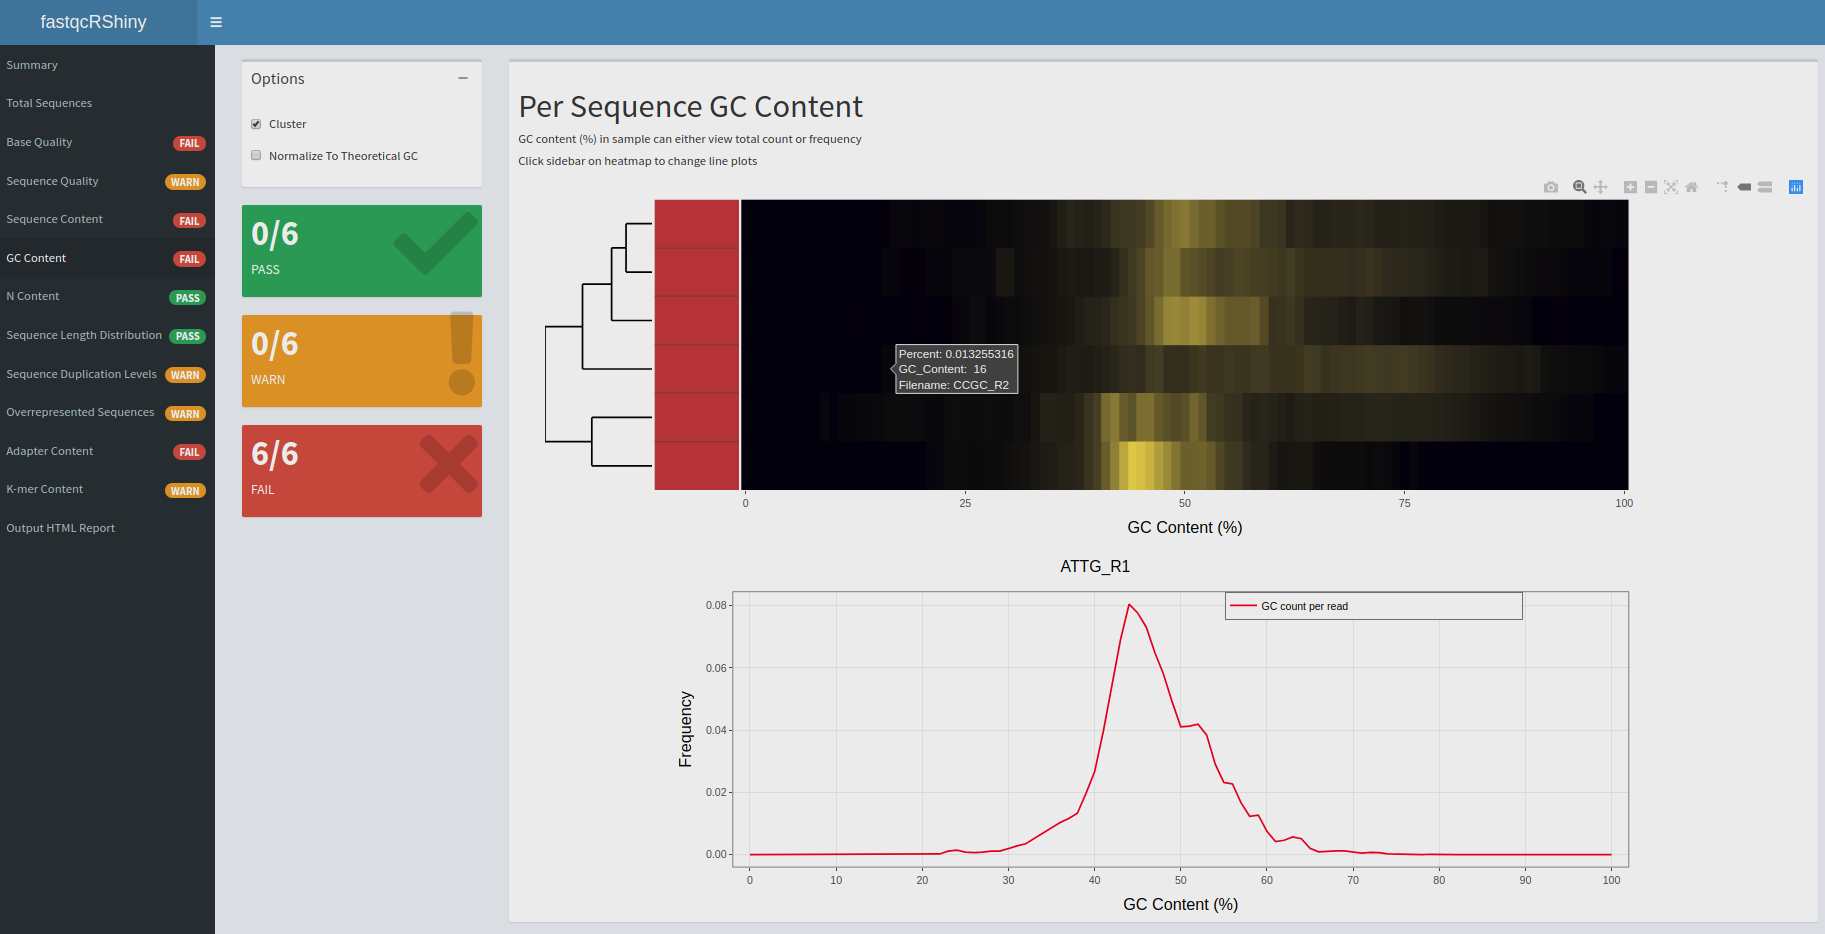 fastqcRShiny
Summary
Total Sequences
Base Quality FAIL
Sequence Quality WARN
Sequence Content FAIL
GC Content FAIL
N Content PASS
Sequence Length Distribution PASS
Sequence Duplication Levels WARN
Overrepresented Sequences WARN
Adapter Content FAIL
K-mer Content WARN
Output HTML Report
Options
Cluster
Normalize To Theoretical GC
0/6
PASS
0/6
WARN
6/6
FAIL
Per Sequence GC Content
GC content (%) in sample can either view total count or frequency
Click sidebar on heatmap to change line plots
Percent: 0.013255316
GC_Content: 16
Filename: CCGC_R2
0 25 50 75 100
GC Content (%)
ATTG_R1
GC count per read
0.08
0.06
0.04
0.02
0.00
Frequency
0 10 20 30 40 50 60 70 80 90 100
GC Content (%)